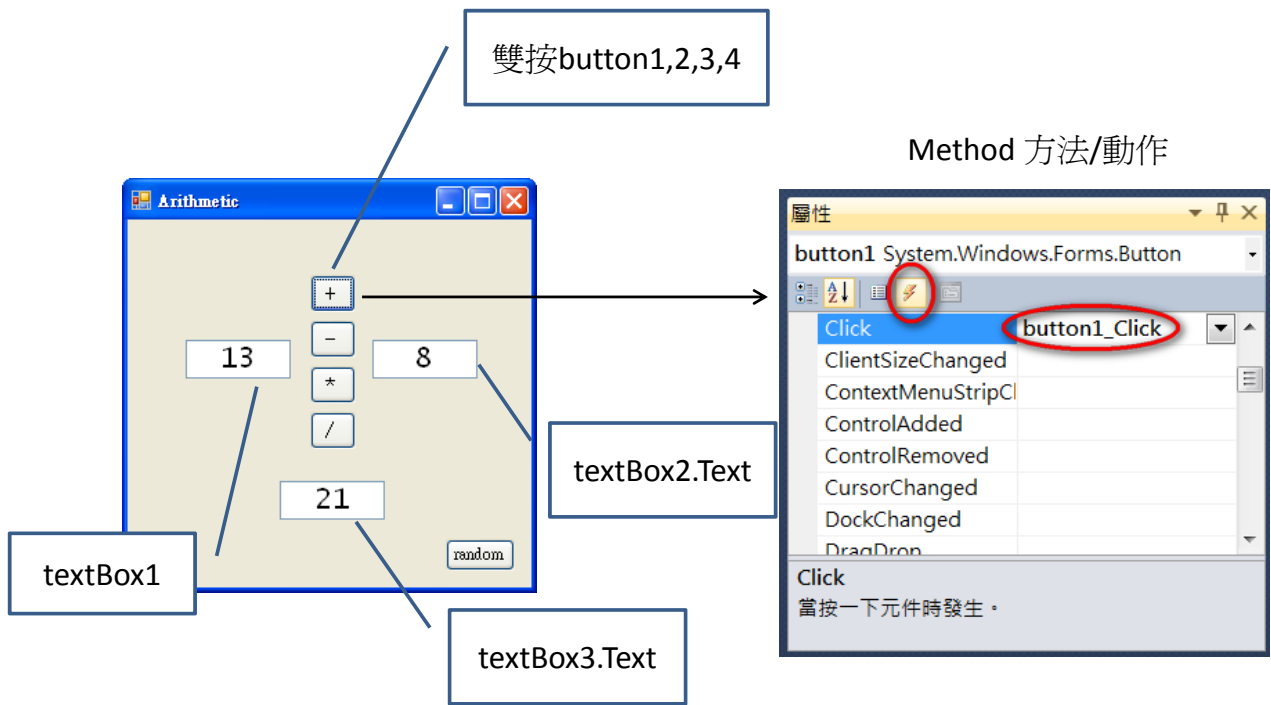 雙按button1,2,3,4
Method 方法/動作
Arithmetic
+
-
*
/
13
8
21
random
textBox1
textBox2.Text
textBox3.Text
屬性
button1 System.Windows.Forms.Button
Click button1_Click
ClientSizeChanged
ContextMenuStripCl
ControlAdded
ControlRemoved
CursorChanged
DockChanged
DragDrop
Click
當按一下元件時發生。